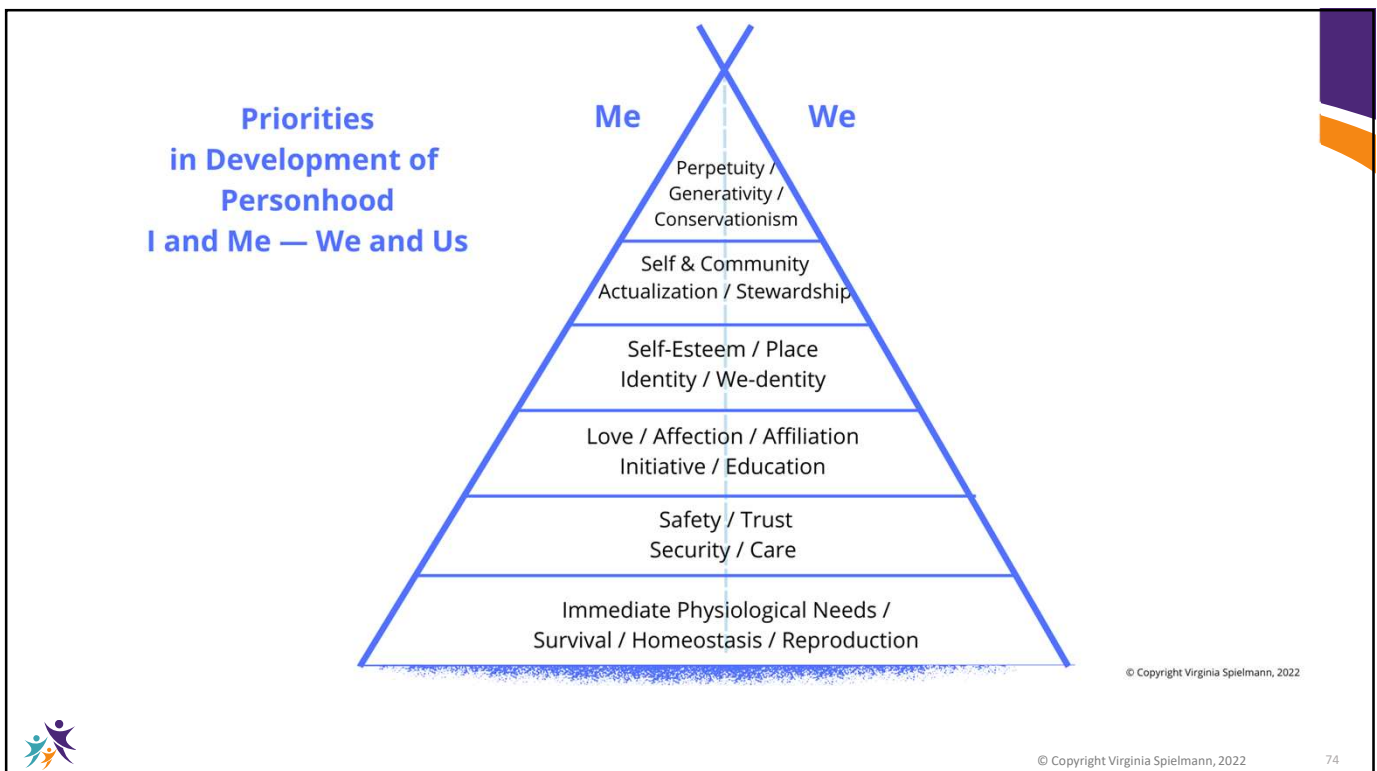 Priorities
in Development of
Personhood
I and Me — We and Us
Me
We
Perpetuity /
Generativity /
Conservationism
Self & Community
Actualization / Stewardship
Self-Esteem / Place
Identity / We-dentity
Love / Affection / Affiliation
Initiative / Education
Safety / Trust
Security / Care
Immediate Physiological Needs /
Survival / Homeostasis / Reproduction
© Copyright Virginia Spielmann, 2022
© Copyright Virginia Spielmann, 2022
74